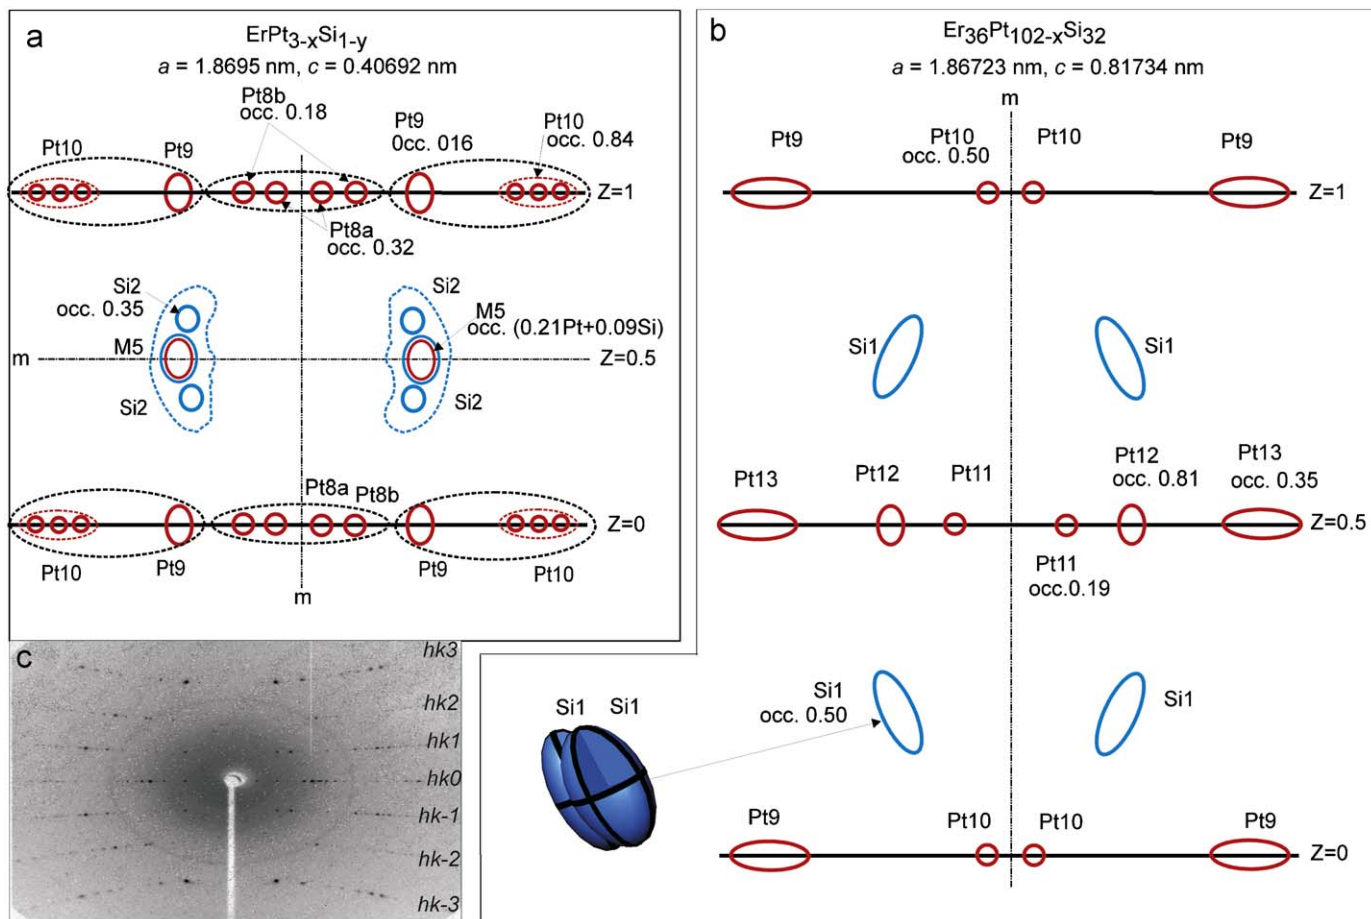 a
ErPt3-xSi1-y
a = 1.8695 nm, c = 0.40692 nm
Pt8b
occ. 0.18
Pt10
Pt9
Pt9
Occ. 016
Pt10
occ. 0.84
Z=1
Pt8a
occ. 0.32
Si2
occ. 0.35
Si2
M5
occ. (0.21Pt+0.09Si)
m
M5
Z=0.5
Si2
Si2
Pt8a
Pt8b
Z=0
Pt10
Pt9
Pt9
Pt10
m
b
Er36Pt102-xSi32
a = 1.86723 nm, c = 0.81734 nm
m
Pt9
Pt10
occ. 0.50
Pt10
Pt9
Z=1
Si1
Si1
Pt13
Pt12
Pt11
Pt12
occ. 0.81
Pt13
occ. 0.35
Z=0.5
Pt11
occ.0.19
Si1
occ. 0.50
Si1
Si1
Si1
Pt9
Pt10
Pt10
Pt9
Z=0
c
hk3
hk2
hk1
hk0
hk-1
hk-2
hk-3